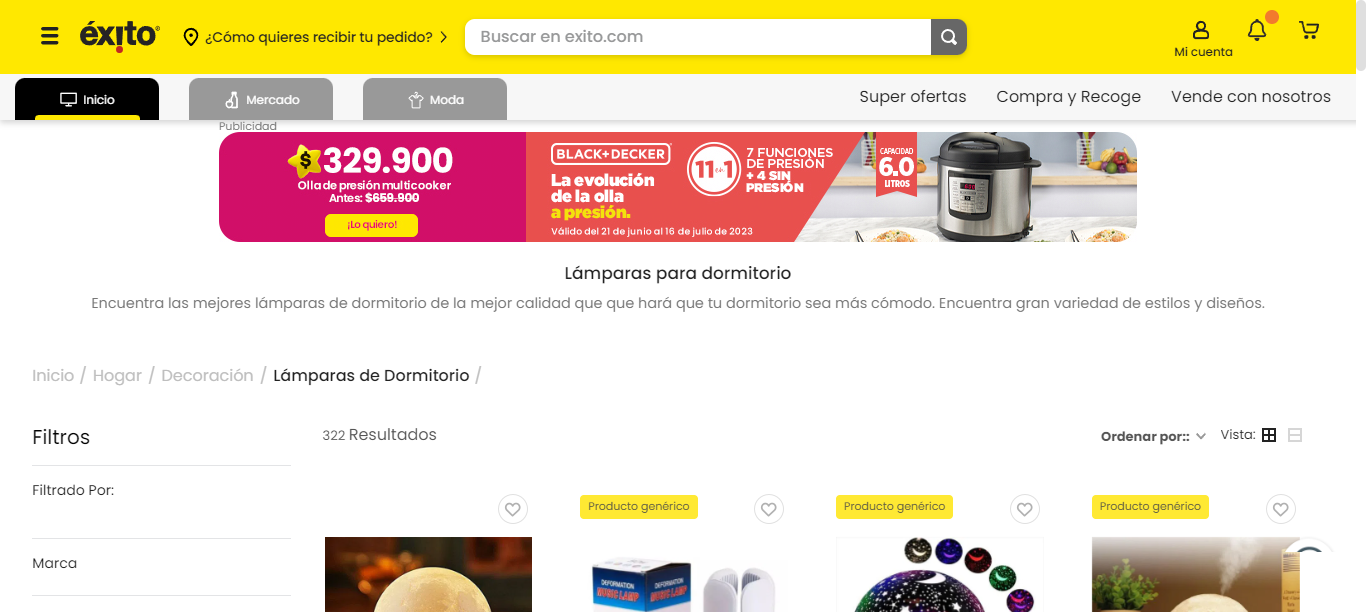 éxito
¿Cómo quieres recibir tu pedido?
Buscar en exito.com
Mi cuenta
Inicio
Mercado
Moda
Super ofertas
Compra y Recoge
Vende con nosotros
Publicidad
$ 329.900
Olla de presión multicooker
Antes: $659.900
¡Lo quiero!
BLACK+DECKER
La evolución
de la olla
a presión.
Válido del 21 de junio al 16 de julio de 2023
11 en 1
7 FUNCIONES
DE PRESIÓN
+ 4 SIN
PRESIÓN
CAPACIDAD
6.0
LITROS
Lámparas para dormitorio
Encuentra las mejores lámparas de dormitorio de la mejor calidad que que hará que tu dormitorio sea más cómodo. Encuentra gran variedad de estilos y diseños.
Inicio / Hogar / Decoración / Lámparas de Dormitorio /
Filtros
322 Resultados
Ordenar por::
Vista:
Filtrado Por:
Marca
Producto genérico
Producto genérico
Producto genérico
DEFORMATION
MUSIC LAMP
DEFORMATION
MUSIC LAMP